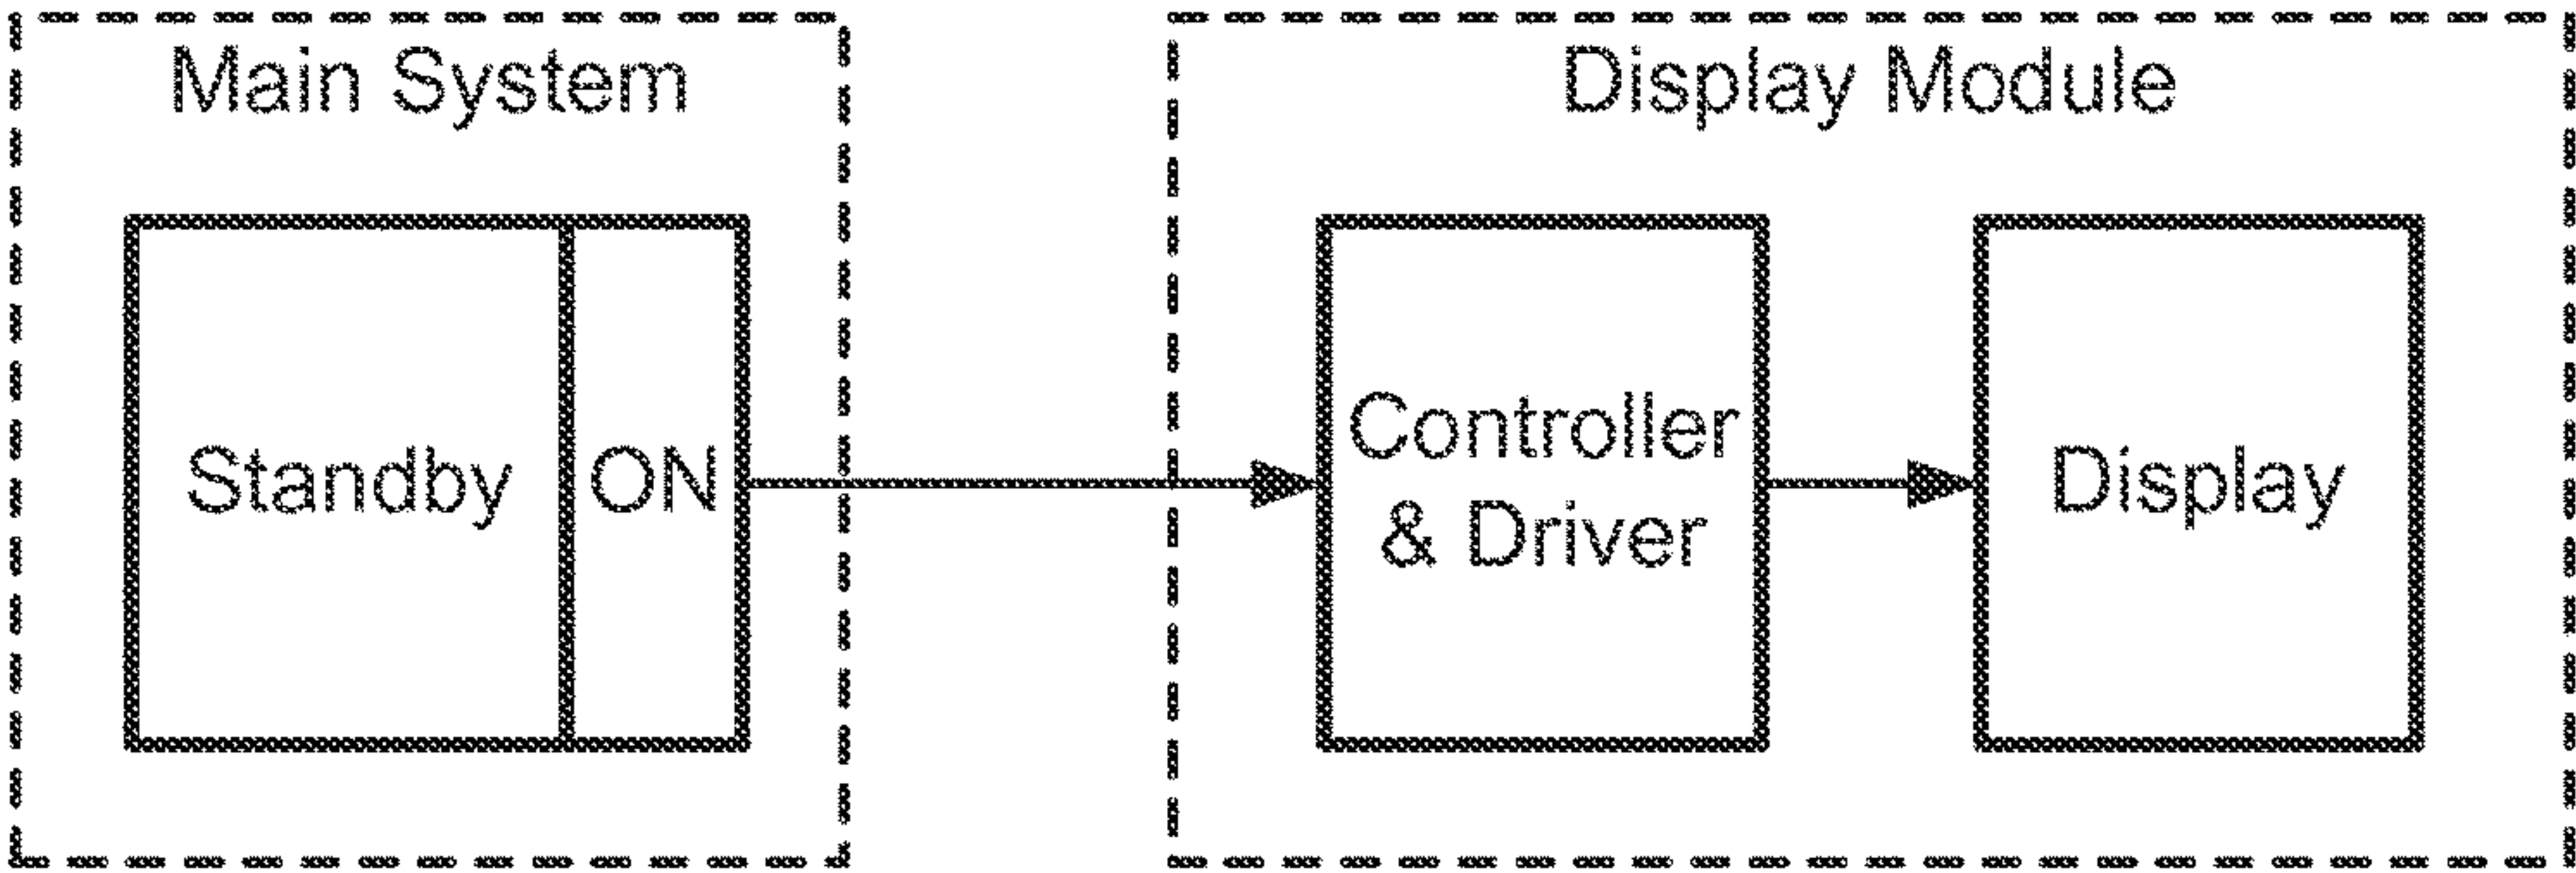 Main System
Display Module
Standby
ON
Controller
& Driver
Display